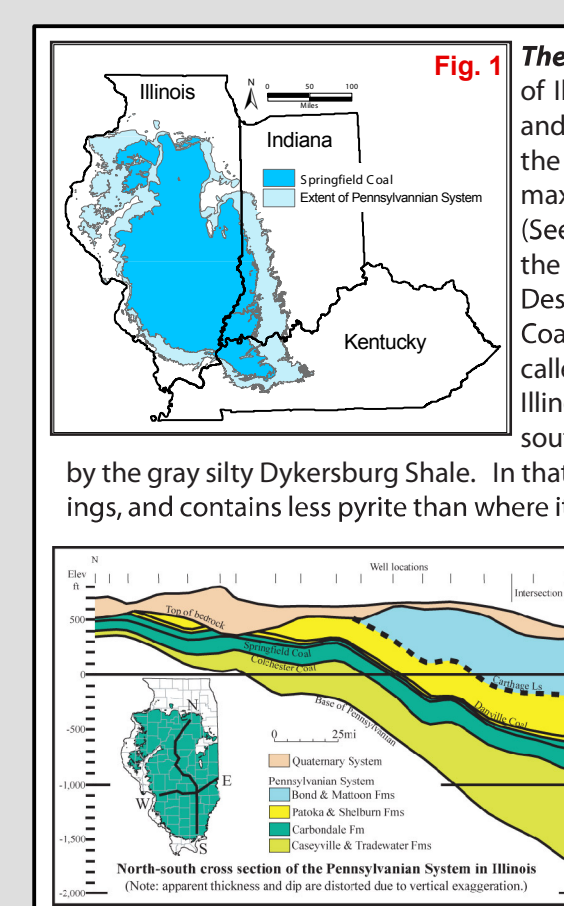 Fig. 1
Illinois
N
0 50 100
Miles
Indiana
Springfield Coal
Extent of Pennsylvannian System
Kentucky
The
of Il
and
the
max
(See
the
Des
Coa
calle
Illin
sout
by the gray silty Dykersburg Shale. In that
ings, and contains less pyrite than where it
N
Elev
ft
Well locations
Intersection
500
0
-500
-1,000
-1,500
-2,000
Top of bedrock
Springfield Coal
Colchester Coal
Base of Pennsylvanian
Carthage Ls
Danville Coal
N
E
W
S
0 25mi
Quaternary System
Pennsylvanian System
Bond & Mattoon Fms
Patoka & Shelburn Fms
Carbondale Fm
Caseyville & Tradewater Fms
North-south cross section of the Pennsylvanian System in Illinois
(Note: apparent thickness and dip are distorted due to vertical exaggeration.)